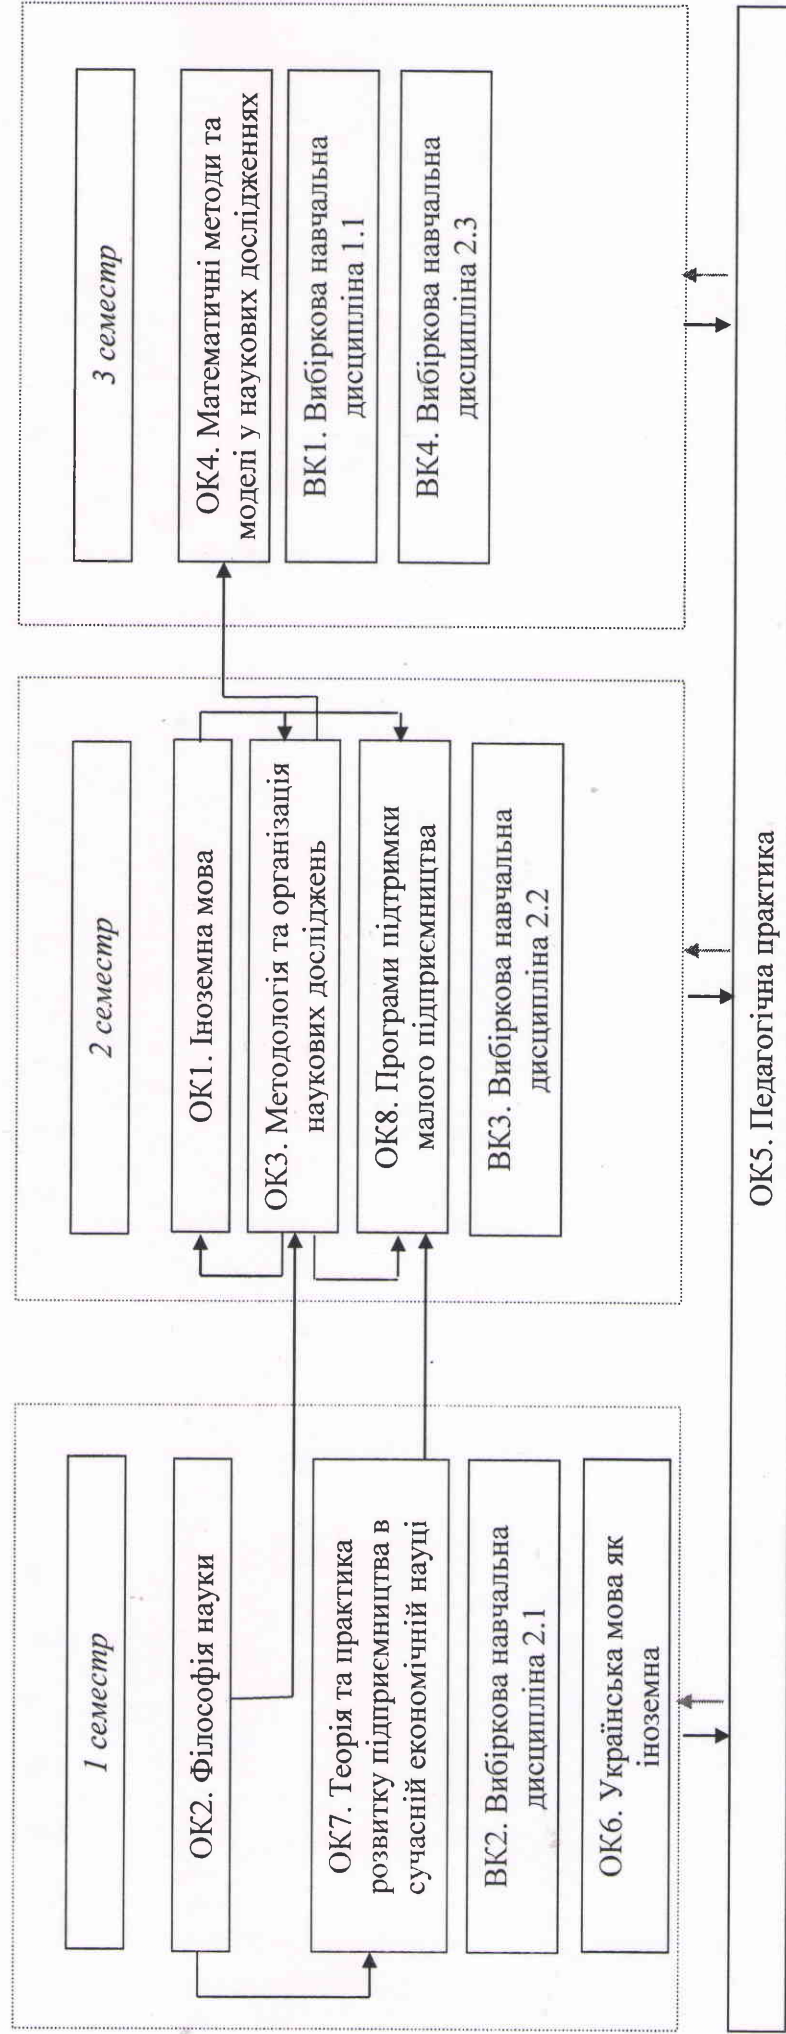 1 семестр
ОК2. Філософія науки
ОК7. Теорія та практика
розвитку підприємництва в
сучасній економічній науці
ВК2. Вибіркова навчальна
дисципліна 2.1
ОК6. Українська мова як
іноземна
2 семестр
ОК1. Іноземна мова
ОК3. Методологія та організація
наукових досліджень
ОК8. Програми підтримки
малого підприємництва
ВК3. Вибіркова навчальна
дисципліна 2.2
3 семестр
ОК4. Математичні методи та
моделі у наукових дослідженнях
ВК1. Вибіркова навчальна
дисципліна 1.1
ВК4. Вибіркова навчальна
дисципліна 2.3
ОК5. Педагогічна практика